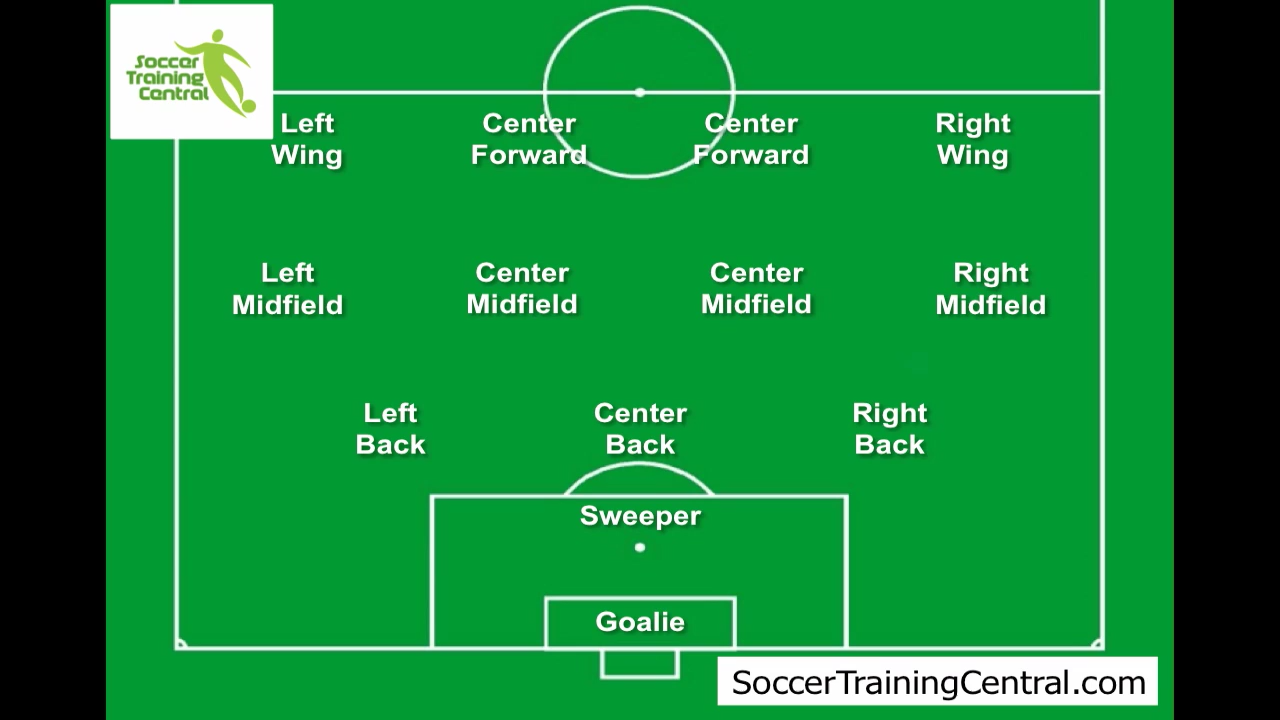 Soccer
Training
Central
Left
Wing
Center
Forward
Center
Forward
Right
Wing
Left
Midfield
Center
Midfield
Center
Midfield
Right
Midfield
Left
Back
Center
Back
Right
Back
Sweeper
Goalie
SoccerTrainingCentral.com